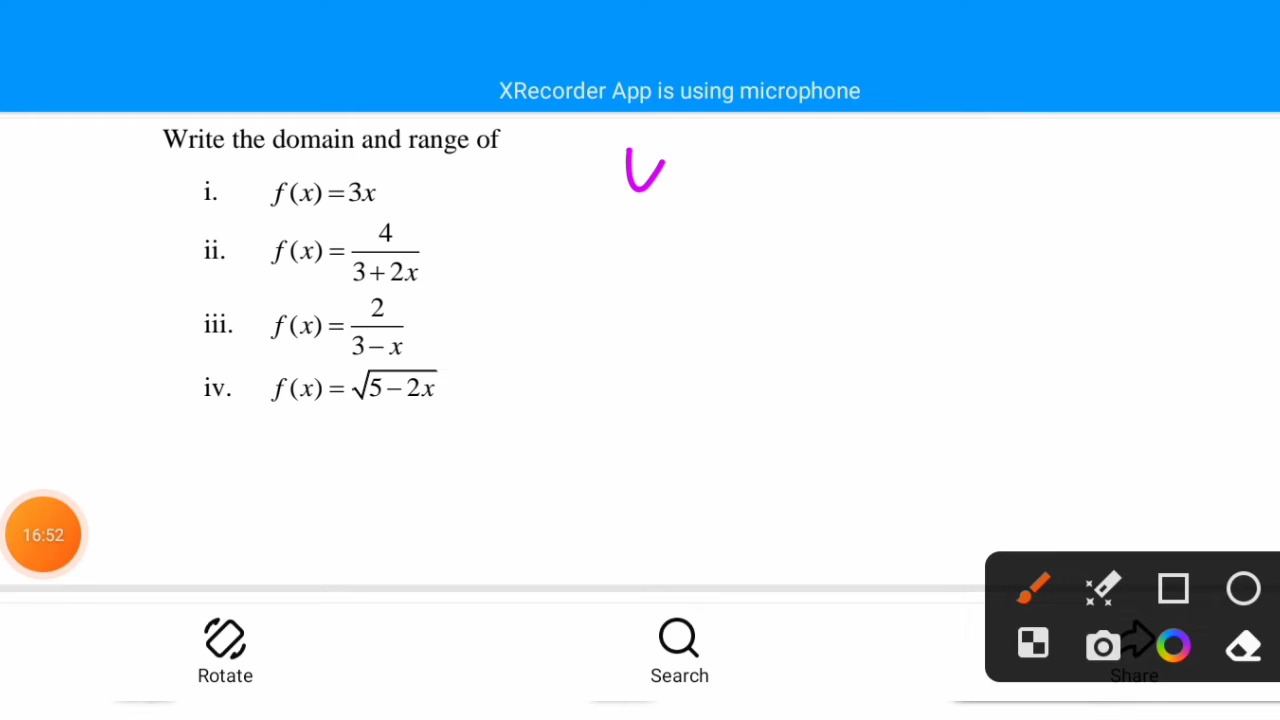 XRecorder App is using microphone
Write the domain and range of
i. f(x)=3x
ii. f(x)=4/(3+2x)
iii. f(x)=2/(3−x)
iv. f(x)=√(5−2x)
16:52
Rotate
Search
Share